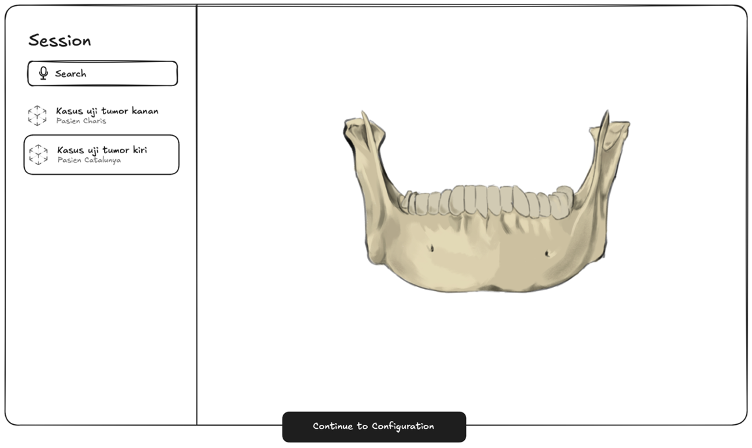 Session
Search
Kasus uji tumor kanan
Pasien Charis
Kasus uji tumor kiri
Pasien Catalunya
Continue to Configuration